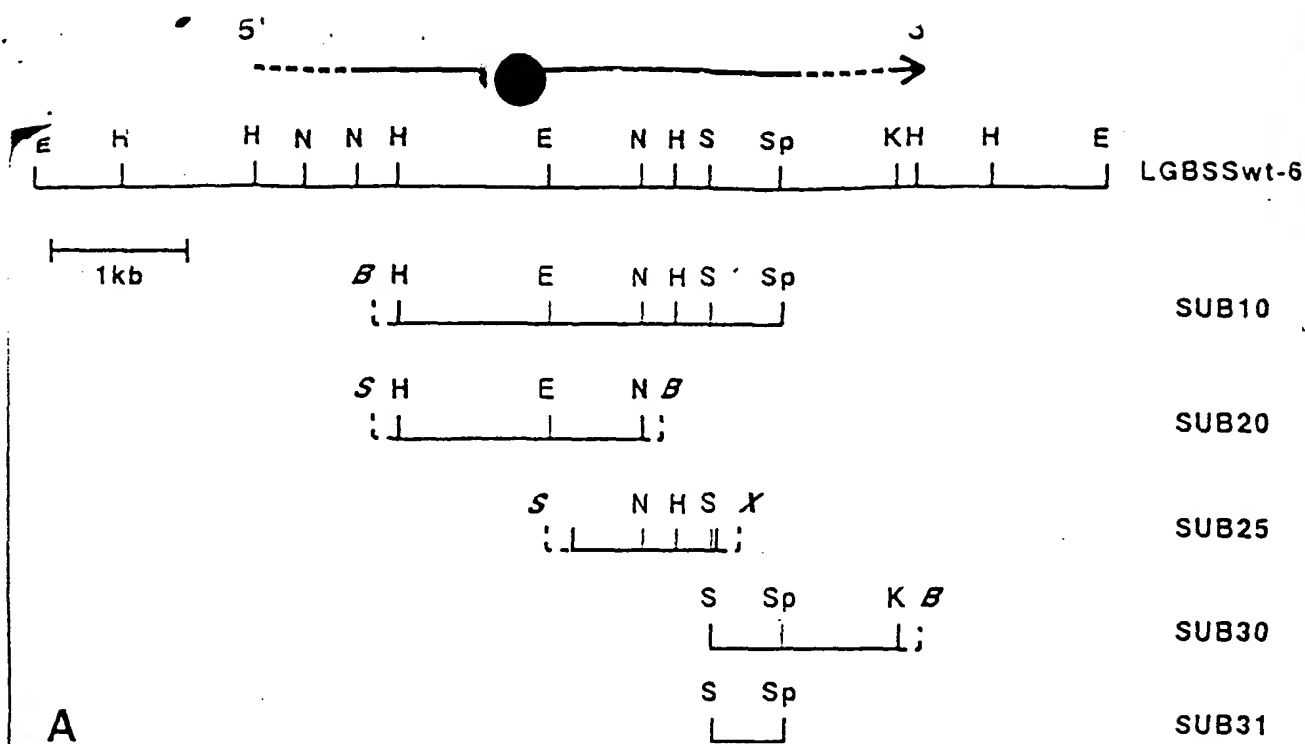 5'
E H H N N H E N H S Sp K H H E LGBSSwt-6
1kb
B H E N H S Sp SUB10
S H E N B SUB20
S N H S X SUB25
S Sp K B SUB30
S Sp SUB31
A